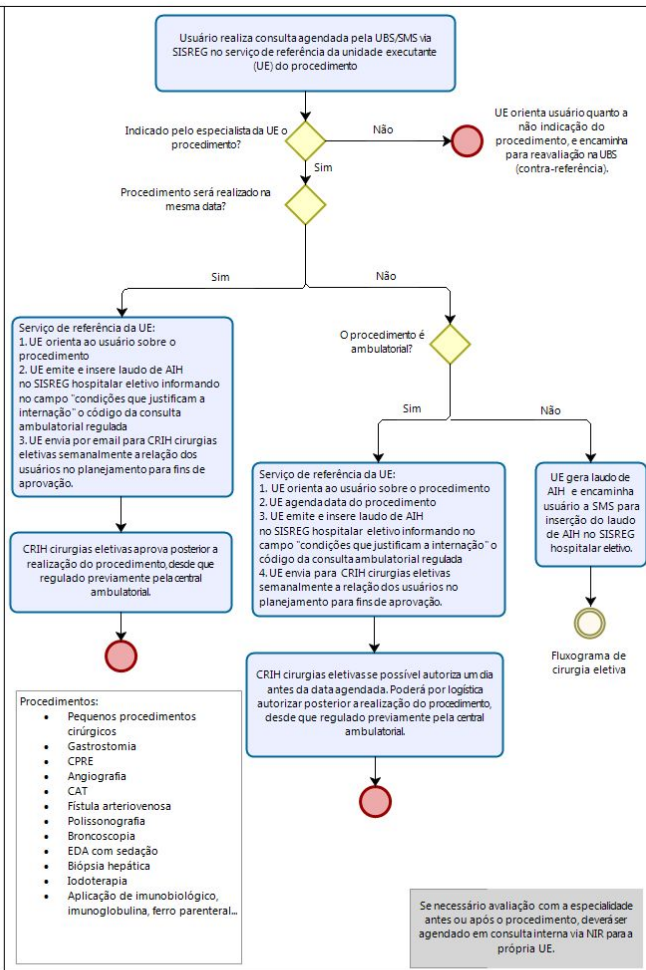 Usuário realiza consulta agendada pela UBS/SMS via
SISREG no serviço de referência da unidade executante
(UE) do procedimento
Indicado pelo especialista da UE o
procedimento?
Não
UE orienta usuário quanto a
não indicação do
procedimento, e encaminha
para reavaliação na UBS
(contra-referência).
Sim
Procedimento será realizado na
mesma data?
Sim
Não
Serviço de referência da UE:
1. UE orienta ao usuário sobre o
procedimento
2. UE emite e insere laudo de AIH
no SISREG hospitalar eletivo informando
no campo "condições que justificam a
internação" o código da consulta
ambulatorial regulada
3. UE envia por email para CRIH cirurgias
eletivas semanalmente a relação dos
usuários no planejamento para fins de
aprovação.
O procedimento é
ambulatorial?
Sim
Não
CRIH cirurgias eletivas aprova posterior a
realização do procedimento, desde que
regulado previamente pela central
ambulatorial.
Serviço de referência da UE:
1. UE orienta ao usuário sobre o procedimento
2. UE agenda data do procedimento
3. UE emite e insere laudo de AIH
no SISREG hospitalar eletivo informando no
campo "condições que justificam a internação" o
código da consulta ambulatorial regulada
4. UE envia para CRIH cirurgias eletivas
semanalmente a relação dos usuários no
planejamento para fins de aprovação.
UE gera laudo de
AIH e encaminha
usuário a SMS para
inserção do laudo
de AIH no SISREG
hospitalar eletivo.
Fluxograma de
cirurgia eletiva
CRIH cirurgias eletivas se possível autoriza um dia
antes da data agendada. Poderá por logística
autorizar posterior a realização do procedimento,
desde que regulado previamente pela central
ambulatorial.
Procedimentos:
• Pequenos procedimentos
cirúrgicos
• Gastrostomia
• CPRE
• Angiografia
• CAT
• Fístula arteriovenosa
• Polissonografia
• Broncoscopia
• EDA com sedação
• Biópsia hepática
• Iodoterapia
• Aplicação de imunobiológico,
imunoglobulina, ferro parenteral...
Se necessário avaliação com a especialidade
antes ou após o procedimento, deverá ser
agendado em consulta interna via NIR para a
própria UE.